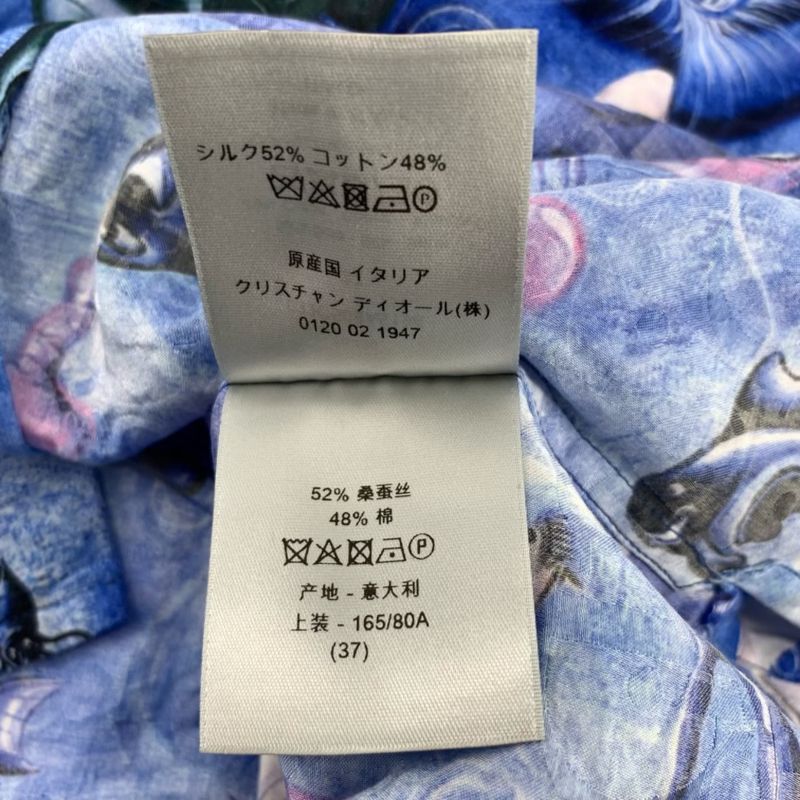 シルク52% コットン48%
P
原産国 イタリア
クリスチャン ディオール(株)
0120 02 1947
52% 桑蚕丝
48% 棉
P
产地 - 意大利
上装 - 165/80A
(37)